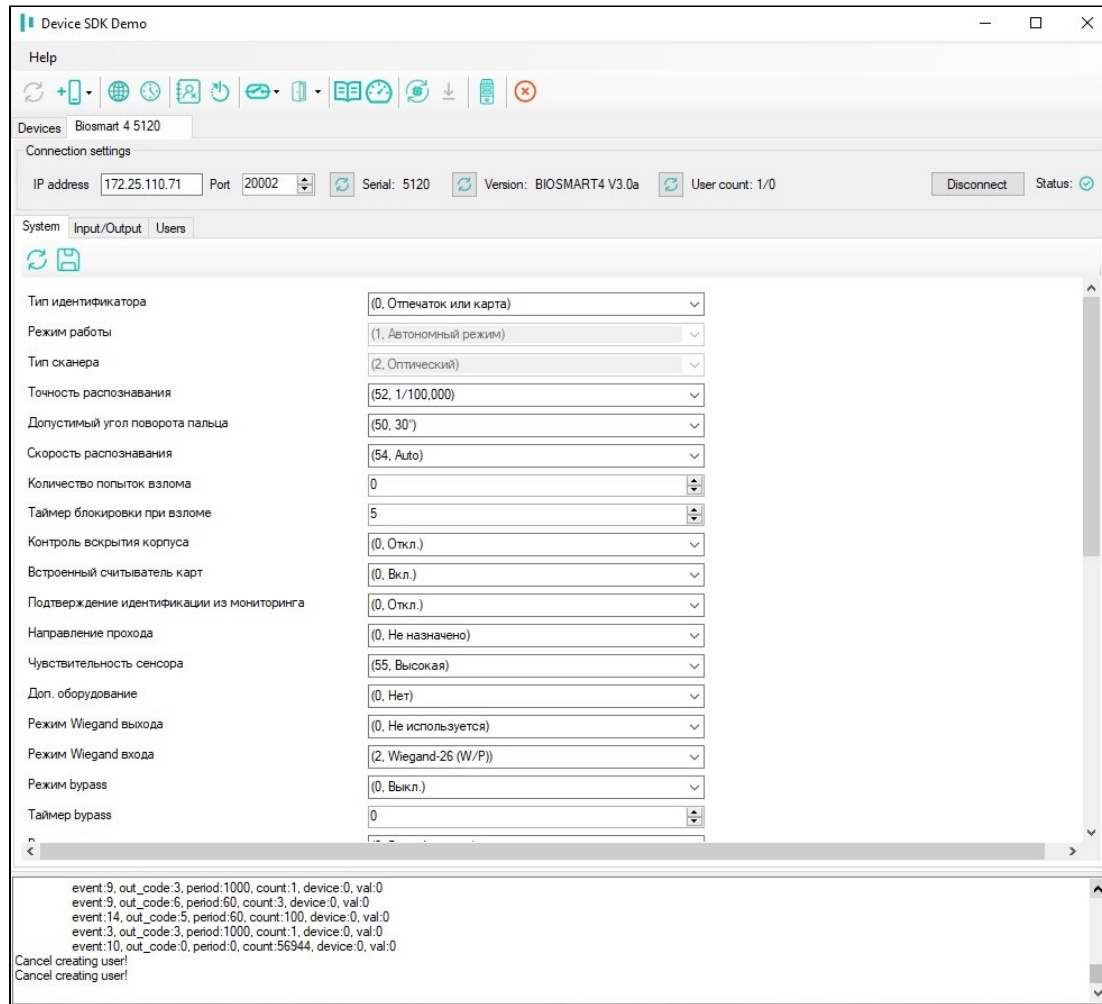 Device SDK Demo
Help
Devices Biosmart 4 5120
Connection settings
IP address 172.25.110.71 Port 20002 Serial: 5120 Version: BIOSMART4 V3.0a User count: 1/0 Disconnect Status:
System Input/Output Users
Тип идентификатора (0, Отпечаток или карта)
Режим работы (1, Автономный режим)
Тип сканера (2, Оптический)
Точность распознавания (52, 1/100,000)
Допустимый угол поворота пальца (50, 30°)
Скорость распознавания (54, Auto)
Количество попыток взлома 0
Таймер блокировки при взломе 5
Контроль вскрытия корпуса (0, Откл.)
Встроенный считыватель карт (0, Вкл.)
Подтверждение идентификации из мониторинга (0, Откл.)
Направление прохода (0, Не назначено)
Чувствительность сенсора (55, Высокая)
Доп. оборудование (0, Нет)
Режим Wiegand выхода (0, Не используется)
Режим Wiegand входа (2, Wiegand-26 (W/P))
Режим bypass (0, Выкл.)
Таймер bypass 0
event:9, out_code:3, period:1000, count:1, device:0, val:0
event:9, out_code:6, period:60, count:3, device:0, val:0
event:14, out_code:5, period:60, count:100, device:0, val:0
event:3, out_code:3, period:1000, count:1, device:0, val:0
event:10, out_code:0, period:0, count:56944, device:0, val:0
Cancel creating user!
Cancel creating user!